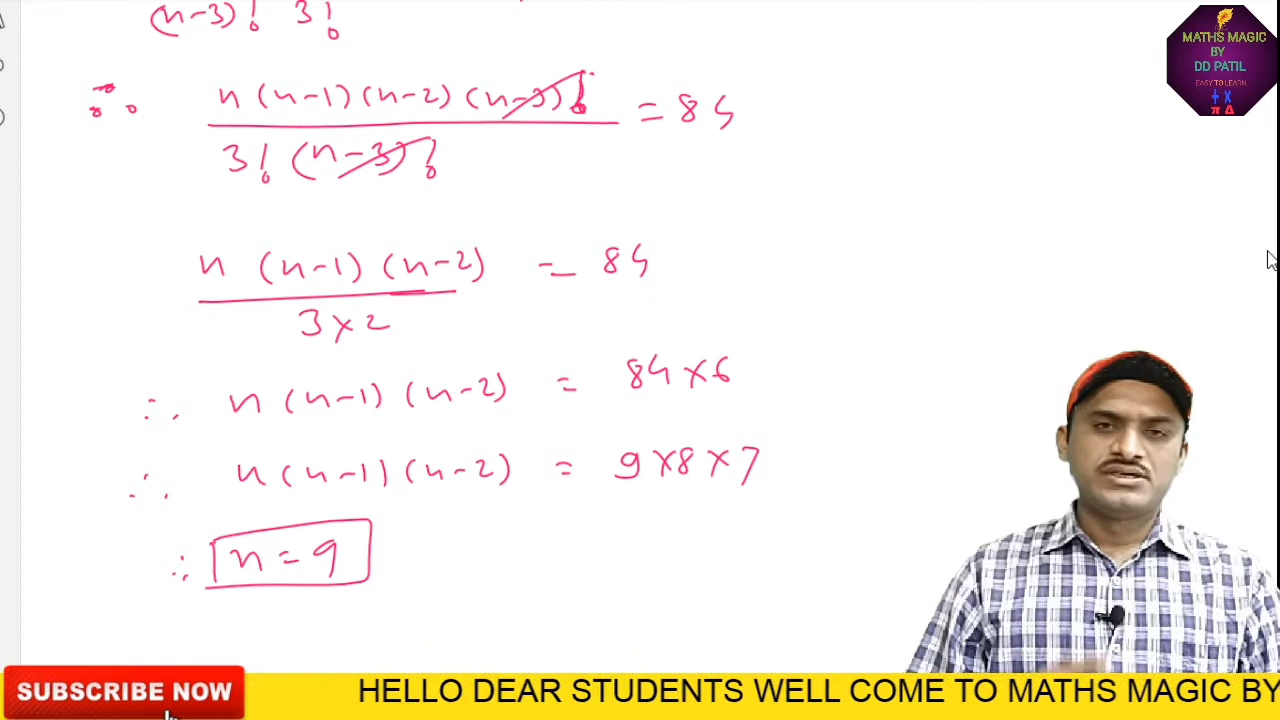 (n-3)! 3!
∴ n (n-1) (n-2) (n-3)! = 84
3! (n-3)!
n (n-1) (n-2) = 84
3 × 2
∴ n (n-1) (n-2) = 84 × 6
∴ n (n-1) (n-2) = 9 × 8 × 7
∴ n = 9
MATHS MAGIC
BY
DD PATIL
EASY TO LEARN
÷ X
π Δ
SUBSCRIBE NOW
HELLO DEAR STUDENTS WELL COME TO MATHS MAGIC BY